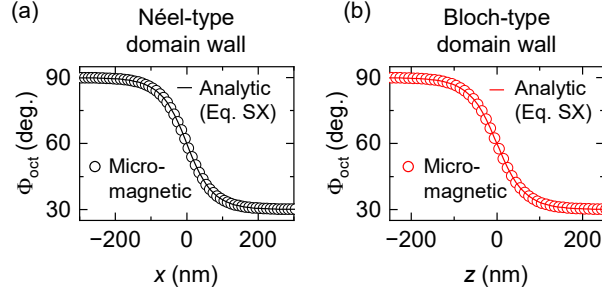 (a)
Néel-type
domain wall
Φoct (deg.)
90
60
30
Analytic
(Eq. SX)
Micro-
magnetic
−200
0
200
x (nm)
(b)
Bloch-type
domain wall
Φoct (deg.)
90
60
30
Analytic
(Eq. SX)
Micro-
magnetic
−200
0
200
z (nm)